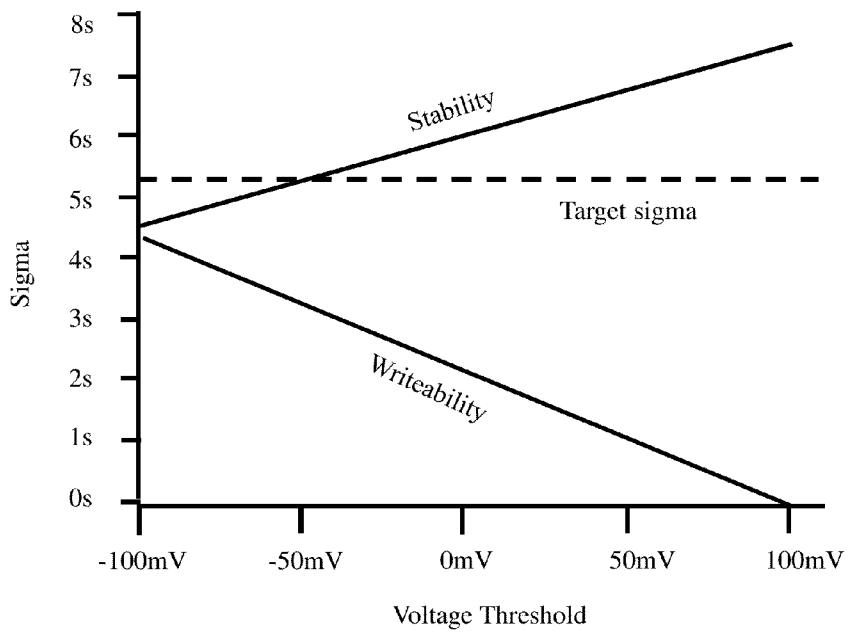 8s
7s
Stability
6s
5s
Target sigma
4s
Sigma
3s
2s
Writeability
1s
0s
-100mV -50mV 0mV 50mV 100mV
Voltage Threshold